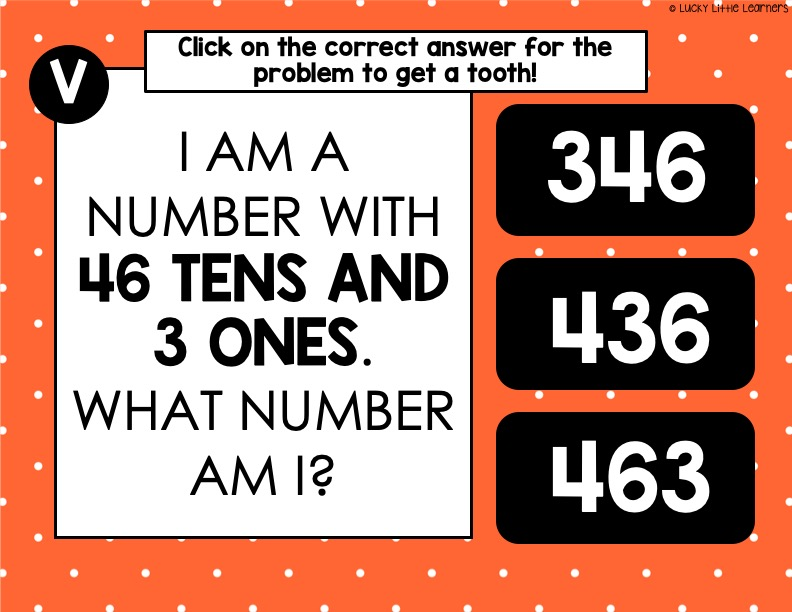 © Lucky Little Learners
Click on the correct answer for the
problem to get a tooth!
V
I AM A
NUMBER WITH
46 TENS AND
3 ONES.
WHAT NUMBER
AM I?
346
436
463